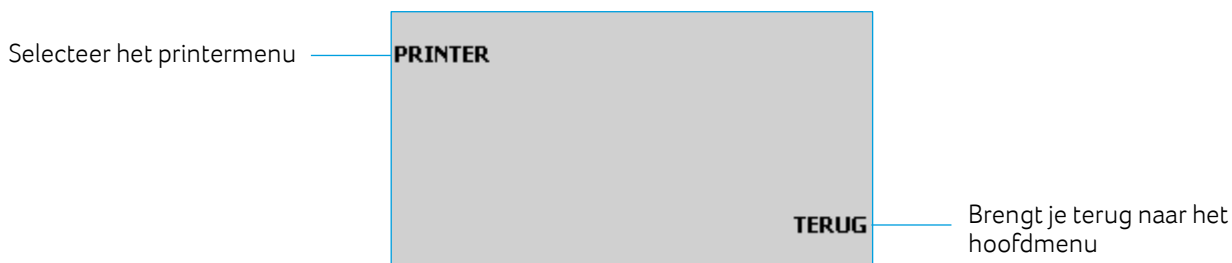 Selecteer het printermenu
PRINTER
TERUG
Brengt je terug naar het
hoofdmenu